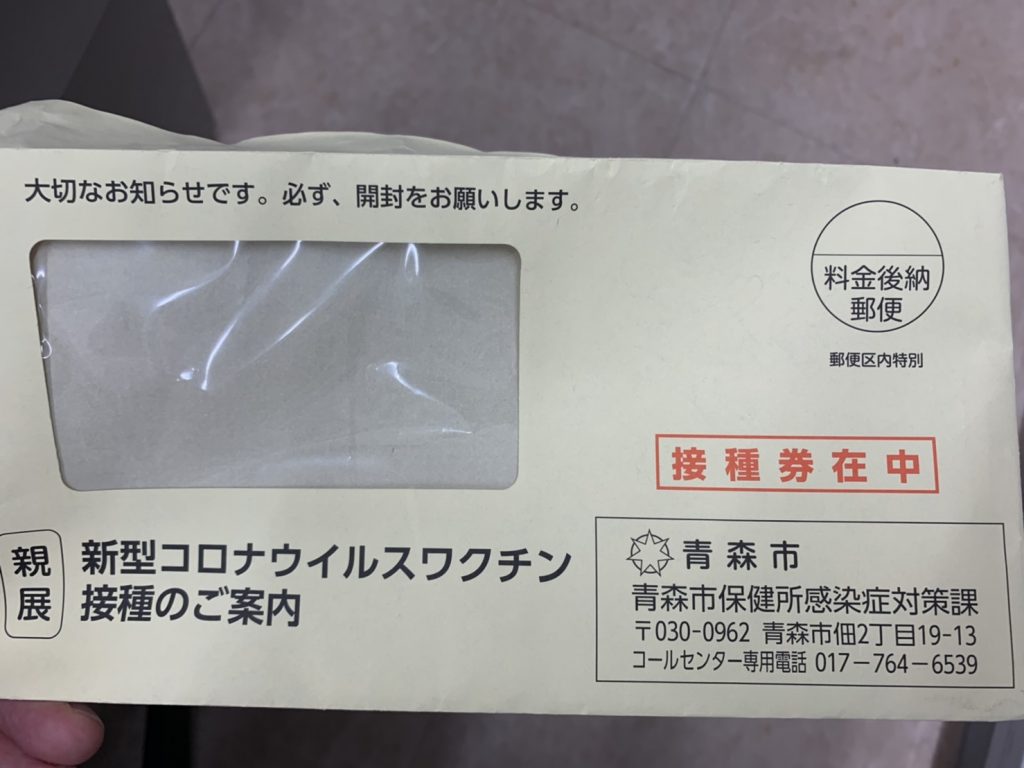 大切なお知らせです。必ず、開封をお願いします。
料金後納
郵便
郵便区内特別
接種券在中
親展
新型コロナウイルスワクチン
接種のご案内
青森市
青森市保健所感染症対策課
〒030-0962 青森市佃2丁目19-13
コールセンター専用電話 017-764-6539